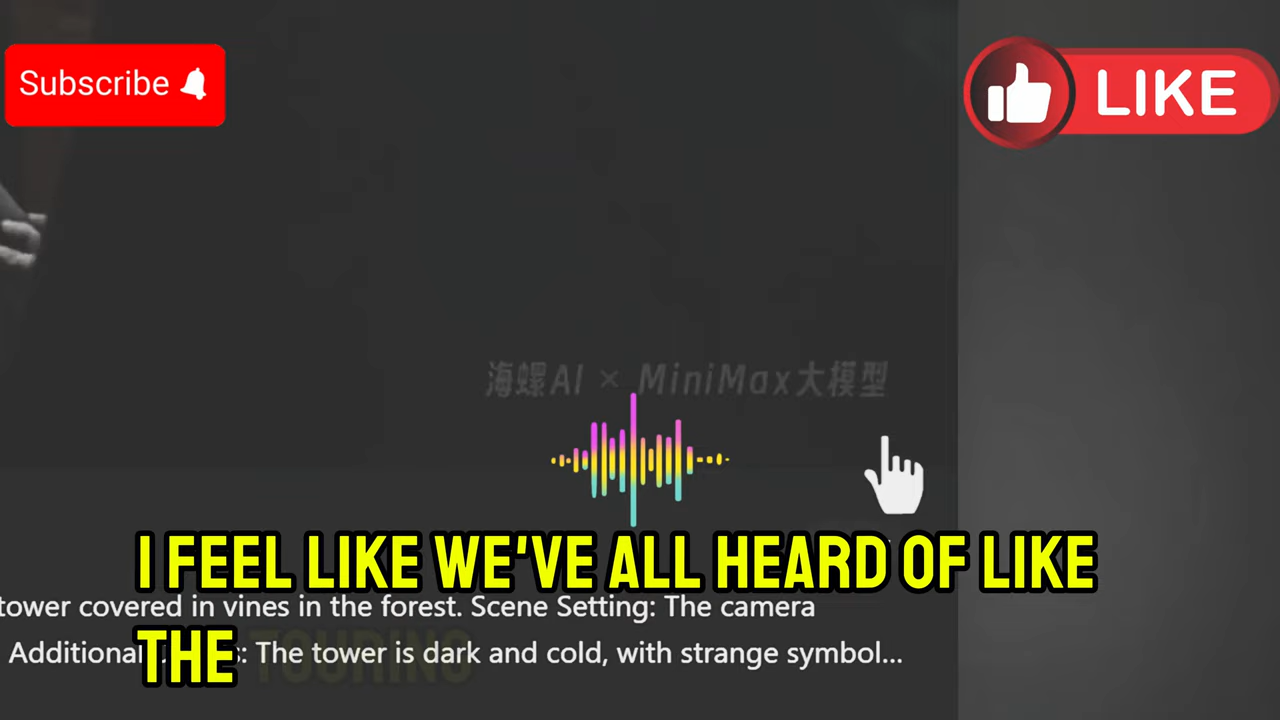 Subscribe
LIKE
海螺AI × MiniMax大模型
I FEEL LIKE WE'VE ALL HEARD OF LIKE
THE TOURING
tower covered in vines in the forest. Scene Setting: The camera
Additional : The tower is dark and cold, with strange symbol...